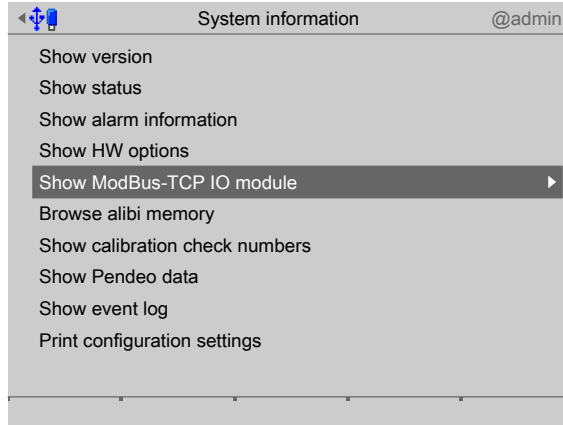 System information @admin
Show version
Show status
Show alarm information
Show HW options
Show ModBus-TCP IO module
Browse alibi memory
Show calibration check numbers
Show Pendeo data
Show event log
Print configuration settings